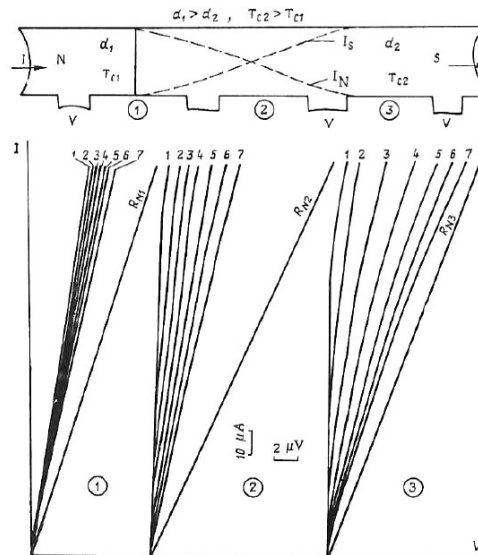 d₁ > d₂ , T_C2 > T_C1
I N d₁ I_S d₂ S I
T_C1 I_N T_C2
V ① ② V ③ V
I
1 2 3 4 5 6 7 R_N1 1 2 3 4 5 6 7 R_N2 1 2 3 4 5 6 7 R_N3
10 μA 2 μV
① ② ③
V